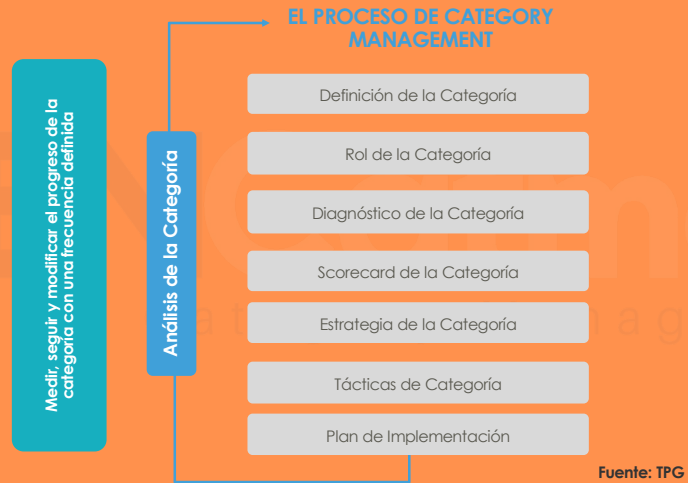 EL PROCESO DE CATEGORY
MANAGEMENT
Medir, seguir y modificar el progreso de la
categoría con una frecuencia definida
Análisis de la Categoría
Definición de la Categoría
Rol de la Categoría
Diagnóstico de la Categoría
Scorecard de la Categoría
Estrategia de la Categoría
Tácticas de Categoría
Plan de Implementación
Fuente: TPG